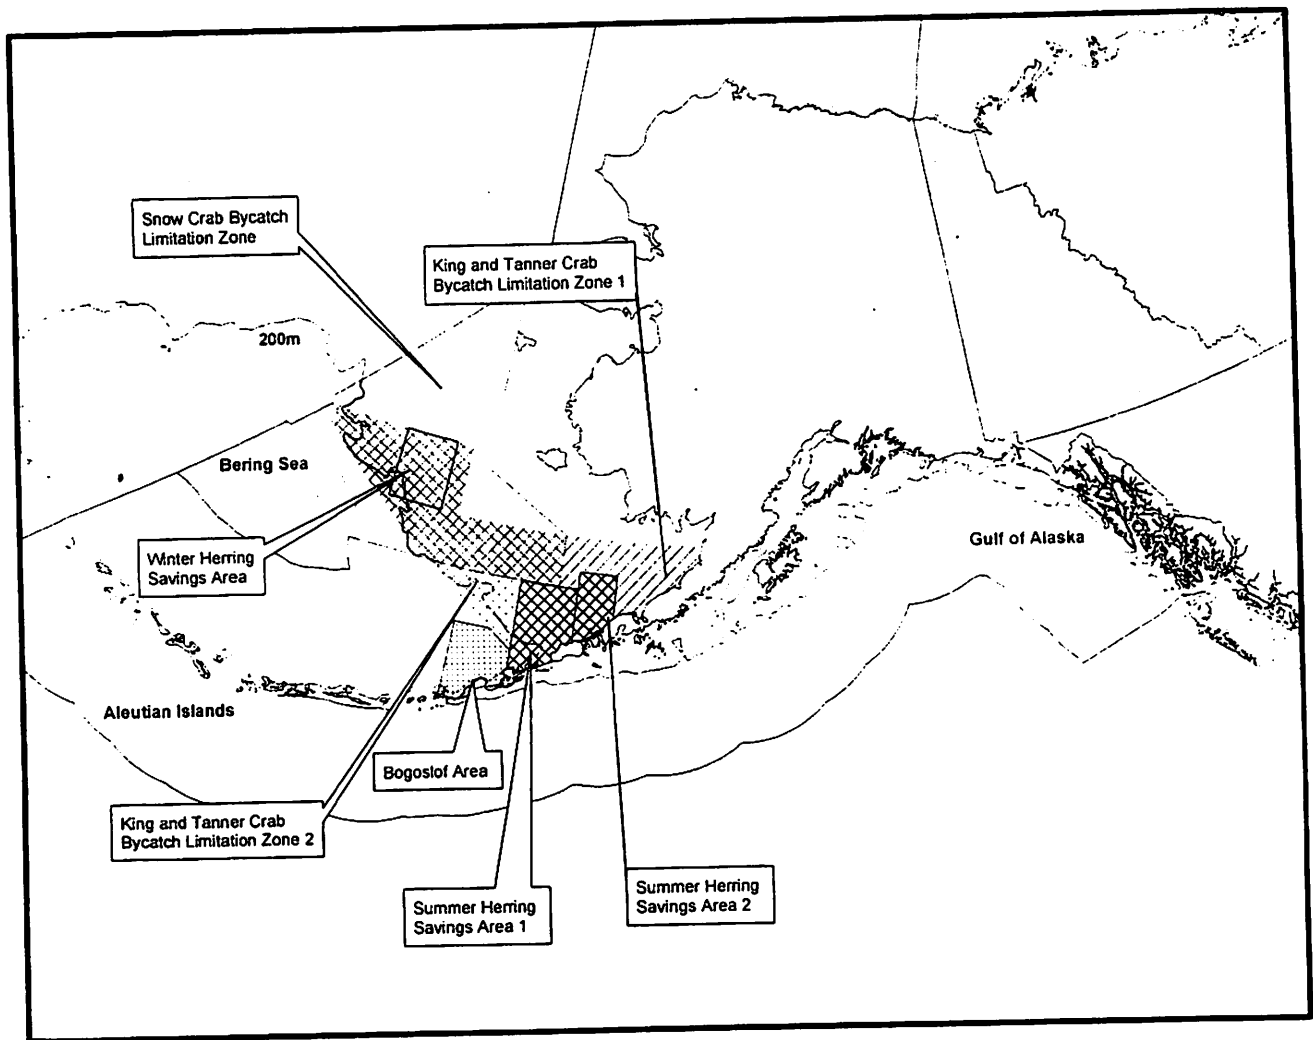 Snow Crab Bycatch
Limitation Zone
King and Tanner Crab
Bycatch Limitation Zone 1
200m
Bering Sea
Winter Herring
Savings Area
Gulf of Alaska
Aleutian Islands
Bogoslof Area
King and Tanner Crab
Bycatch Limitation Zone 2
Summer Herring
Savings Area 1
Summer Herring
Savings Area 2